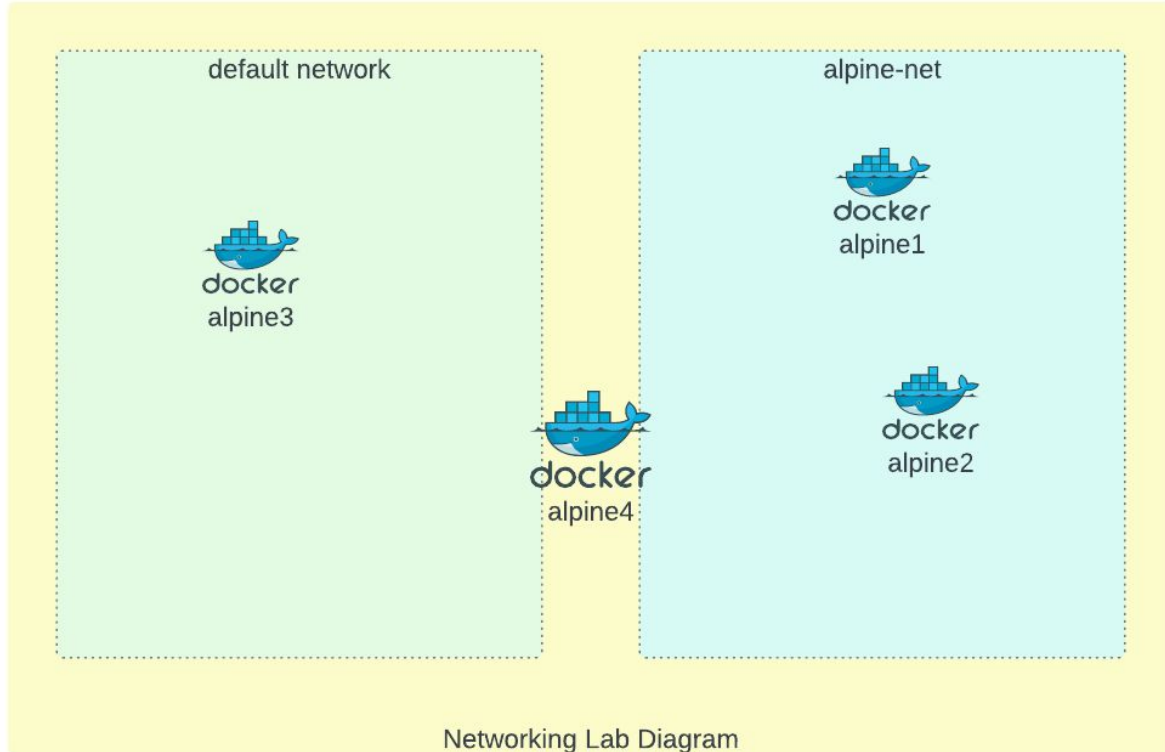 default network
alpine-net
docker
alpine1
docker
alpine3
docker
alpine2
docker
alpine4
Networking Lab Diagram